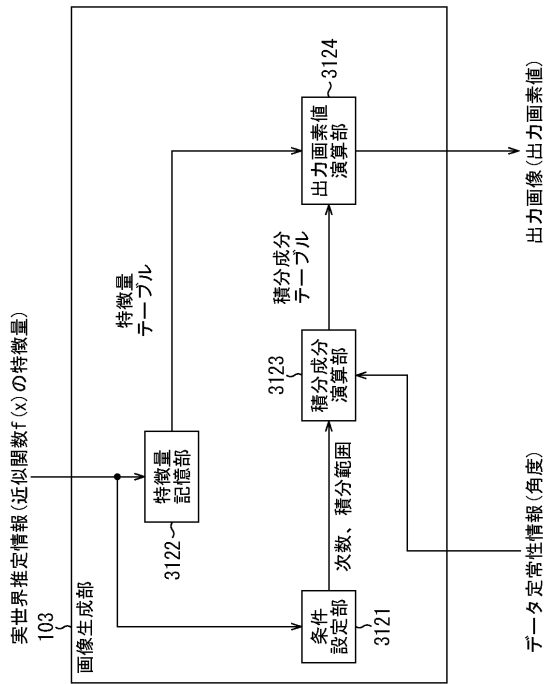 実世界推定情報(近似関数f(x)の特徴量)
103
画像生成部
特徴量
記憶部
3122
特徴量
テーブル
条件
設定部
3121
次数、積分範囲
積分成分
演算部
3123
積分成分
テーブル
出力画素値
演算部
3124
データ定常性情報(角度)
出力画像(出力画素値)